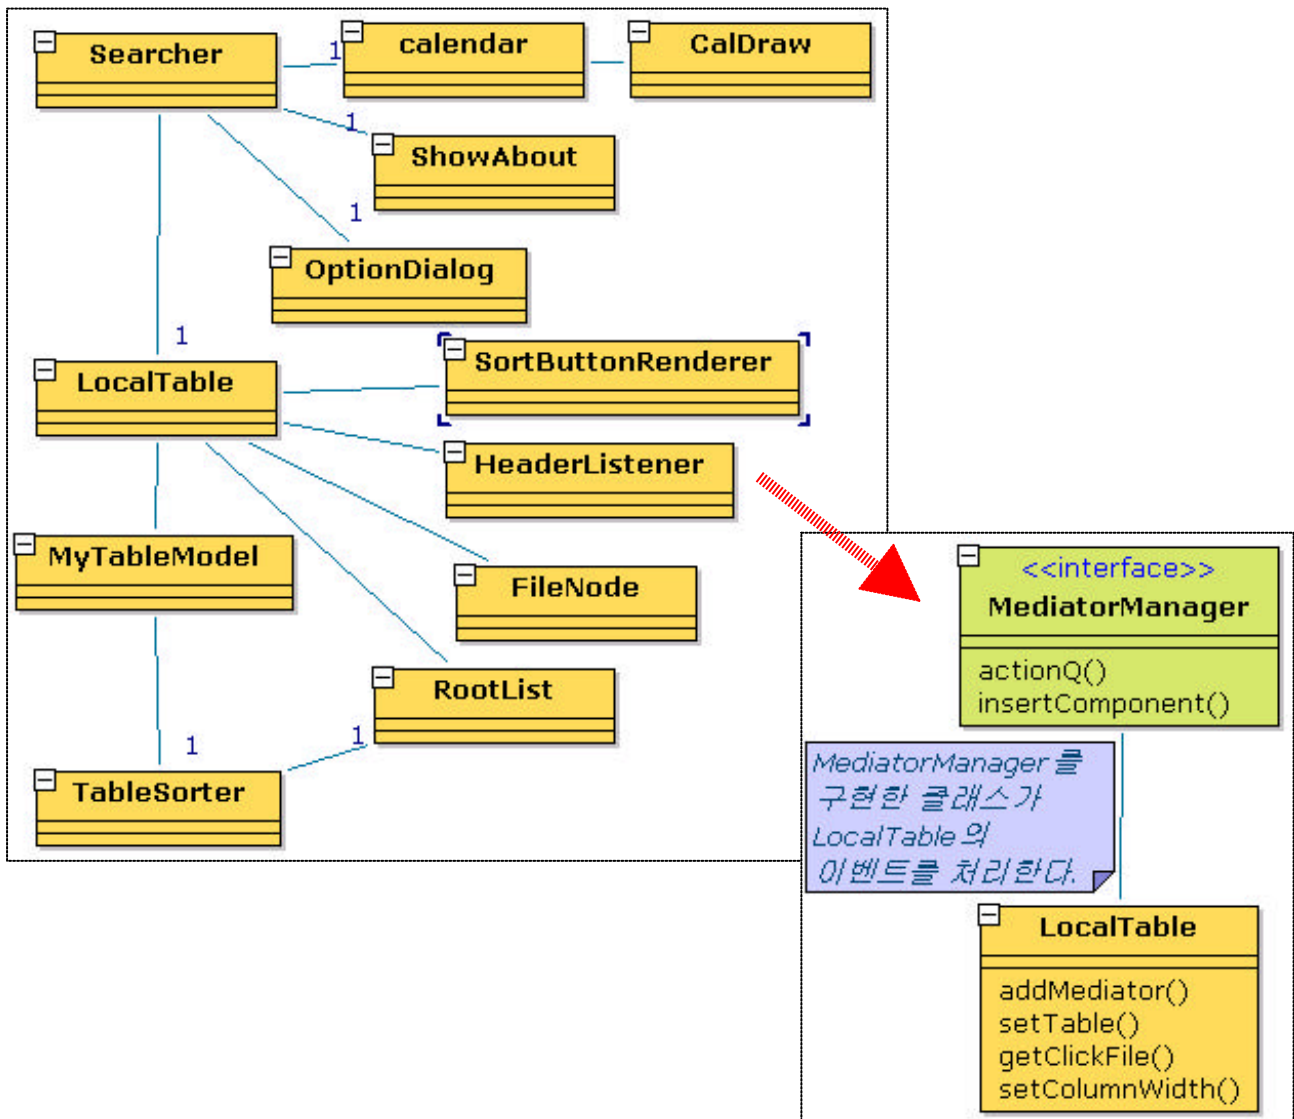 Searcher
1
calendar
CalDraw
1
ShowAbout
1
OptionDialog
1
LocalTable
SortButtonRenderer
HeaderListener
MyTableModel
FileNode
RootList
1
1
TableSorter
<<interface>>
MediatorManager
actionQ()
insertComponent()
MediatorManager를
구현한 클래스가
LocalTable의
이벤트를 처리한다.
LocalTable
addMediator()
setTable()
getClickFile()
setColumnWidth()